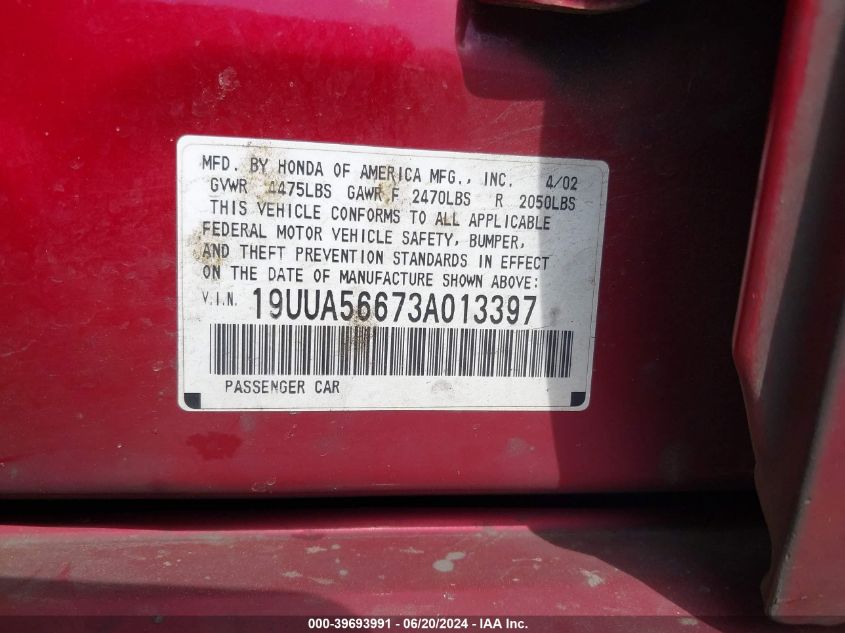 MFD. BY HONDA OF AMERICA MFG., INC. 4/02
GVWR 4475LBS GAWR F 2470LBS R 2050LBS
THIS VEHICLE CONFORMS TO ALL APPLICABLE
FEDERAL MOTOR VEHICLE SAFETY, BUMPER,
AND THEFT PREVENTION STANDARDS IN EFFECT
ON THE DATE OF MANUFACTURE SHOWN ABOVE:
V.I.N. 19UUA56673A013397
PASSENGER CAR
000-39693991 - 06/20/2024 - IAA Inc.